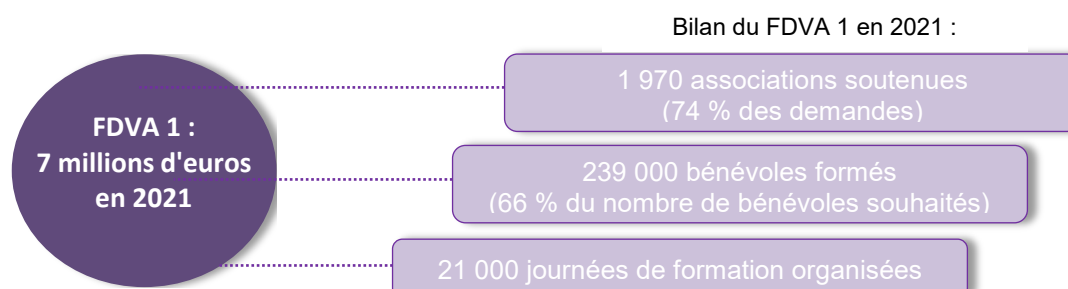 Bilan du FDVA 1 en 2021 :
FDVA 1 :
7 millions d'euros
en 2021
1 970 associations soutenues
(74 % des demandes)
239 000 bénévoles formés
(66 % du nombre de bénévoles souhaités)
21 000 journées de formation organisées